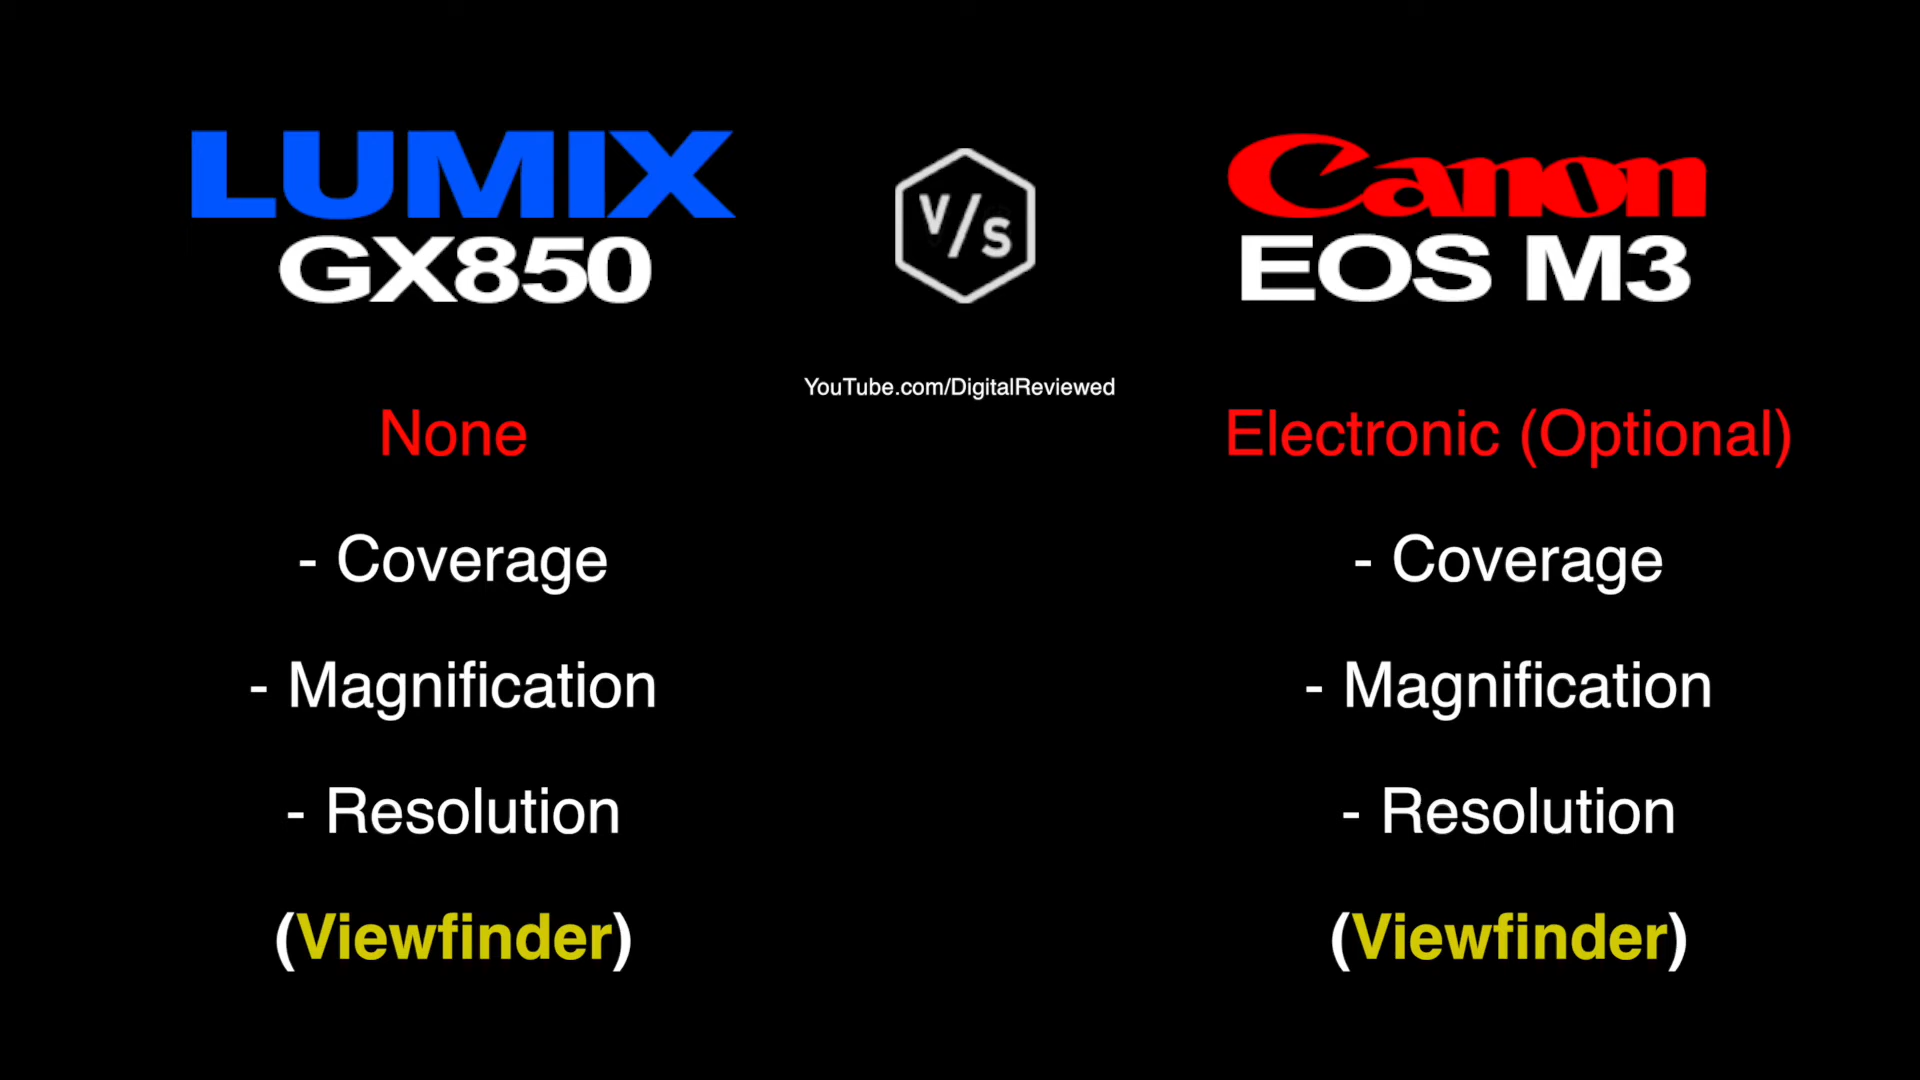 LUMIX
GX850
V/s
Canon
EOS M3
YouTube.com/DigitalReviewed
None
- Coverage
- Magnification
- Resolution
(Viewfinder)
Electronic (Optional)
- Coverage
- Magnification
- Resolution
(Viewfinder)